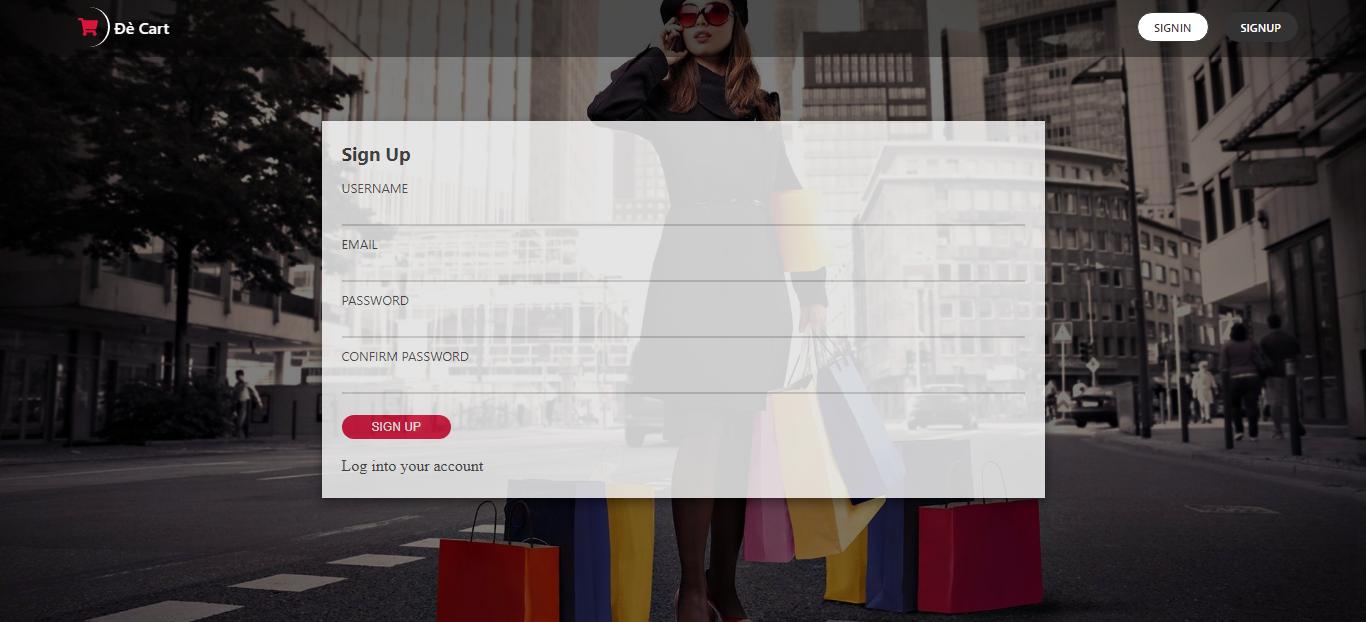 Đè Cart
SIGNIN
SIGNUP
Sign Up
USERNAME
EMAIL
PASSWORD
CONFIRM PASSWORD
SIGN UP
Log into your account